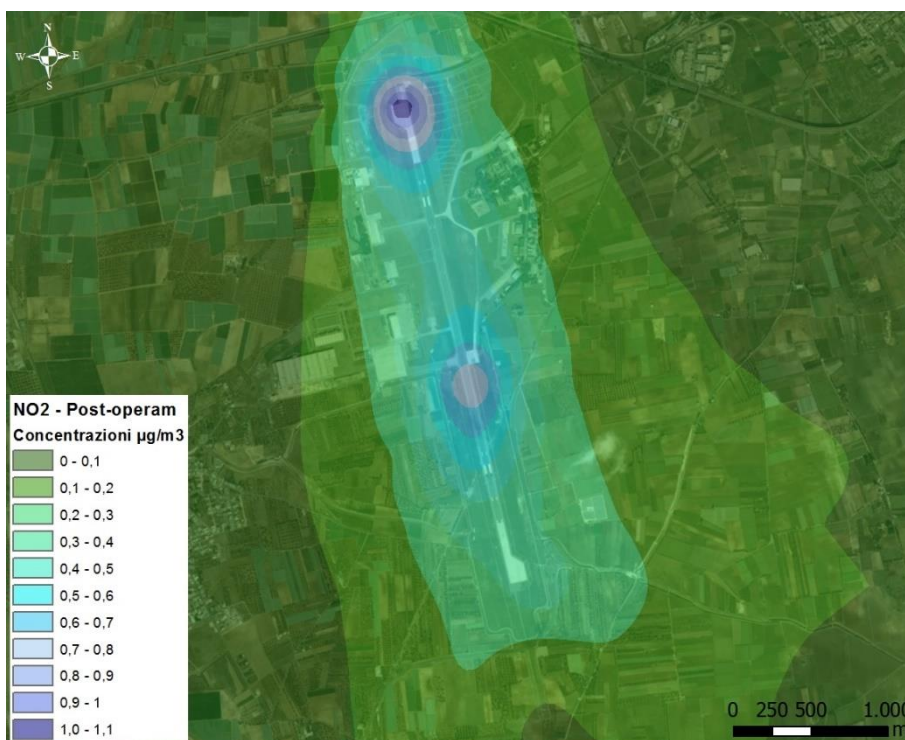 N
W E
S
NO2 - Post-operam
Concentrazioni µg/m3
0 - 0,1
0,1 - 0,2
0,2 - 0,3
0,3 - 0,4
0,4 - 0,5
0,5 - 0,6
0,6 - 0,7
0,7 - 0,8
0,8 - 0,9
0,9 - 1
1,0 - 1,1
0 250 500 1.000
m